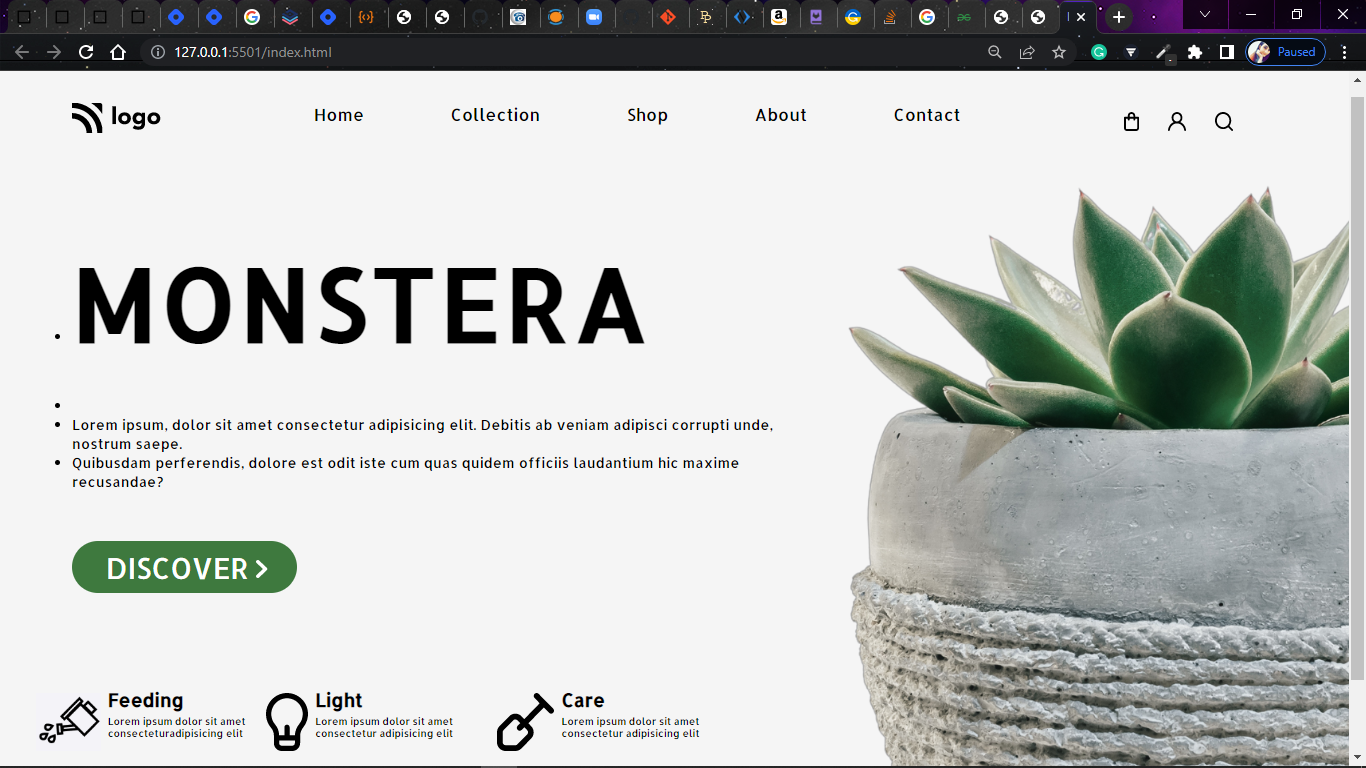 127.0.0.1:5501/index.html
Paused
logo
Home Collection Shop About Contact
MONSTERA
Lorem ipsum, dolor sit amet consectetur adipisicing elit. Debitis ab veniam adipisci corrupti unde,
nostrum saepe.
Quibusdam perferendis, dolore est odit iste cum quas quidem officiis laudantium hic maxime
recusandae?
DISCOVER
Feeding
Lorem ipsum dolor sit amet
consecteturadipisicing elit
Light
Lorem ipsum dolor sit amet
consectetur adipisicing elit
Care
Lorem ipsum dolor sit amet
consectetur adipisicing elit